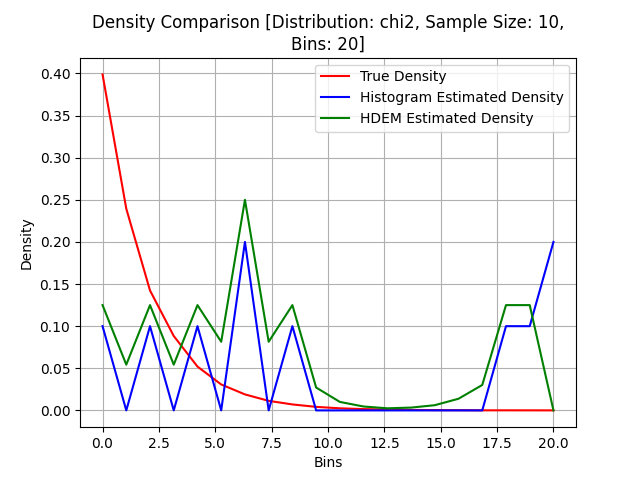 Density Comparison [Distribution: chi2, Sample Size: 10,
Bins: 20]
True Density
Histogram Estimated Density
HDEM Estimated Density
Density
0.40
0.35
0.30
0.25
0.20
0.15
0.10
0.05
0.00
0.0 2.5 5.0 7.5 10.0 12.5 15.0 17.5 20.0
Bins